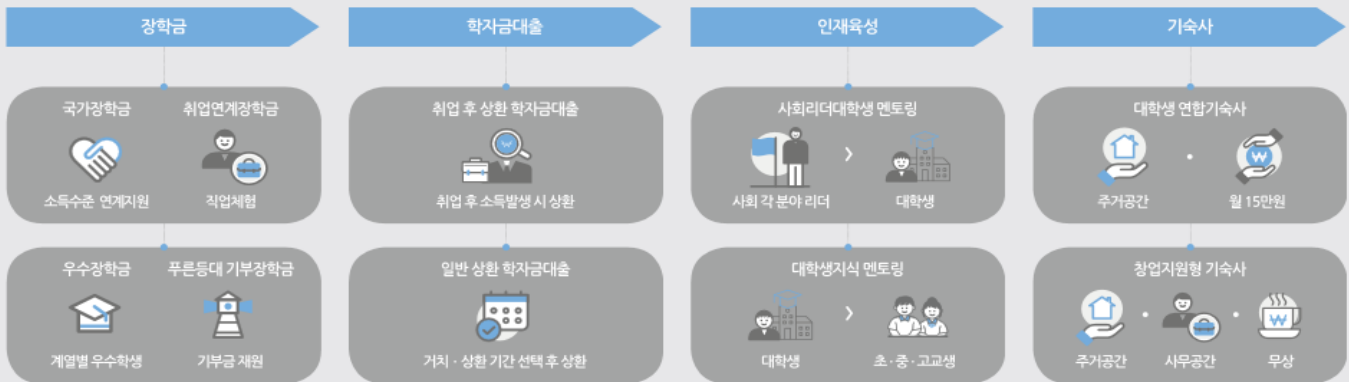 장학금
국가장학금 취업연계장학금
소득수준 연계지원 직업체험
우수장학금 푸른등대 기부장학금
계열별 우수학생 기부금 재원
학자금대출
취업 후 상환 학자금대출
₩
취업 후 소득발생 시 상환
일반 상환 학자금대출
거치 · 상환 기간 선택 후 상환
인재육성
사회리더대학생 멘토링
사회 각 분야 리더 대학생
대학생지식 멘토링
대학생 초 · 중 · 고교생
기숙사
대학생 연합기숙사
₩
주거공간 월 15만원
창업지원형 기숙사
₩
주거공간 사무공간 무상